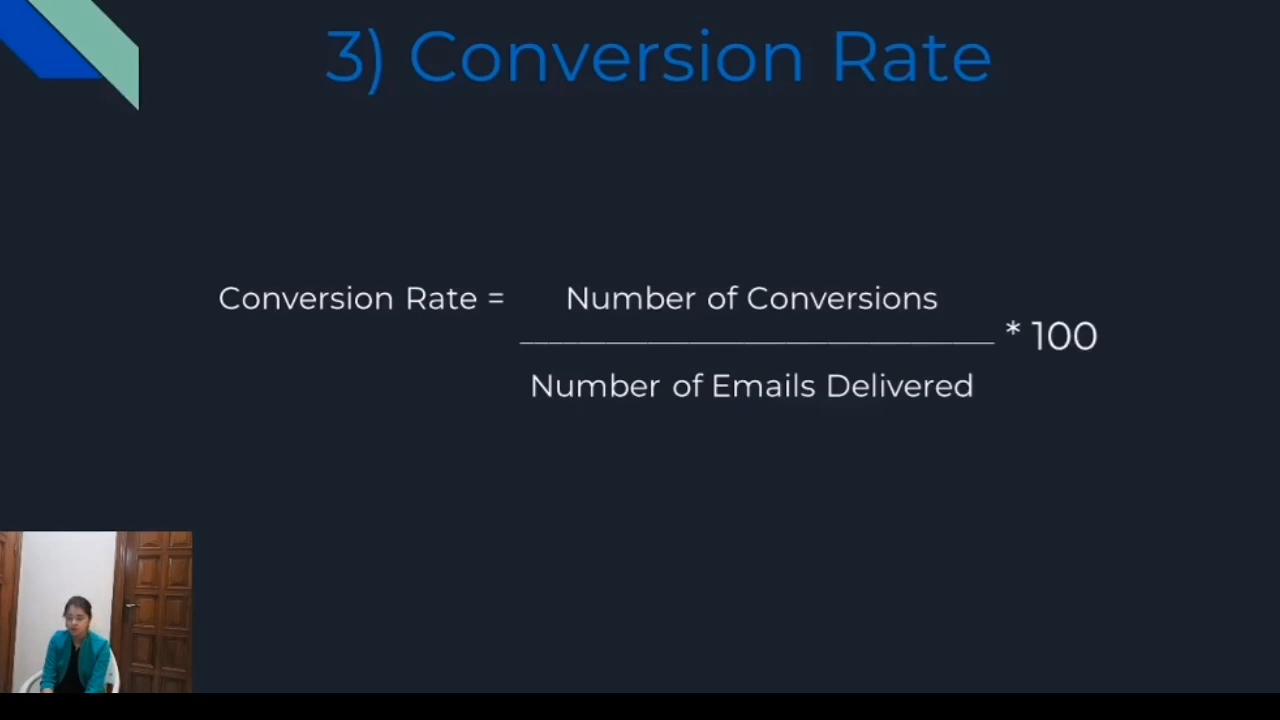 3) Conversion Rate
Conversion Rate = Number of Conversions
* 100
Number of Emails Delivered